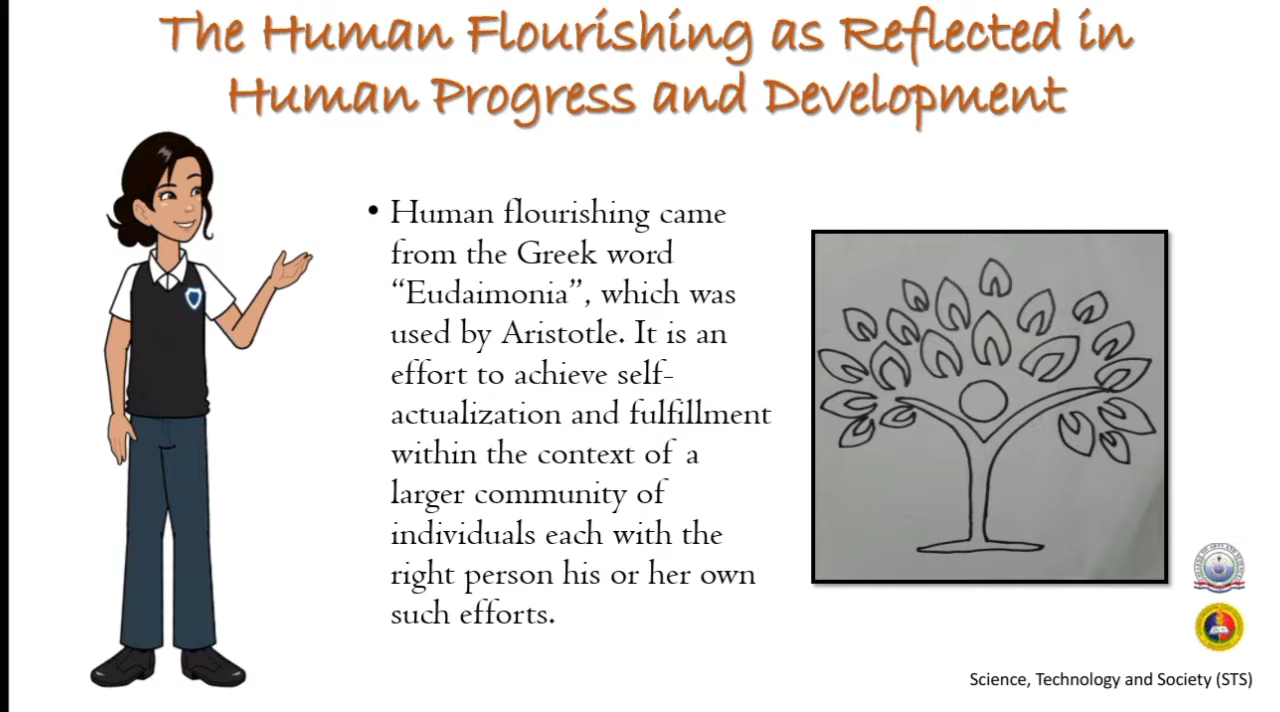 The Human Flourishing as Reflected in
Human Progress and Development
• Human flourishing came
from the Greek word
“Eudaimonia”, which was
used by Aristotle. It is an
effort to achieve self-
actualization and fulfillment
within the context of a
larger community of
individuals each with the
right person his or her own
such efforts.
Science, Technology and Society (STS)